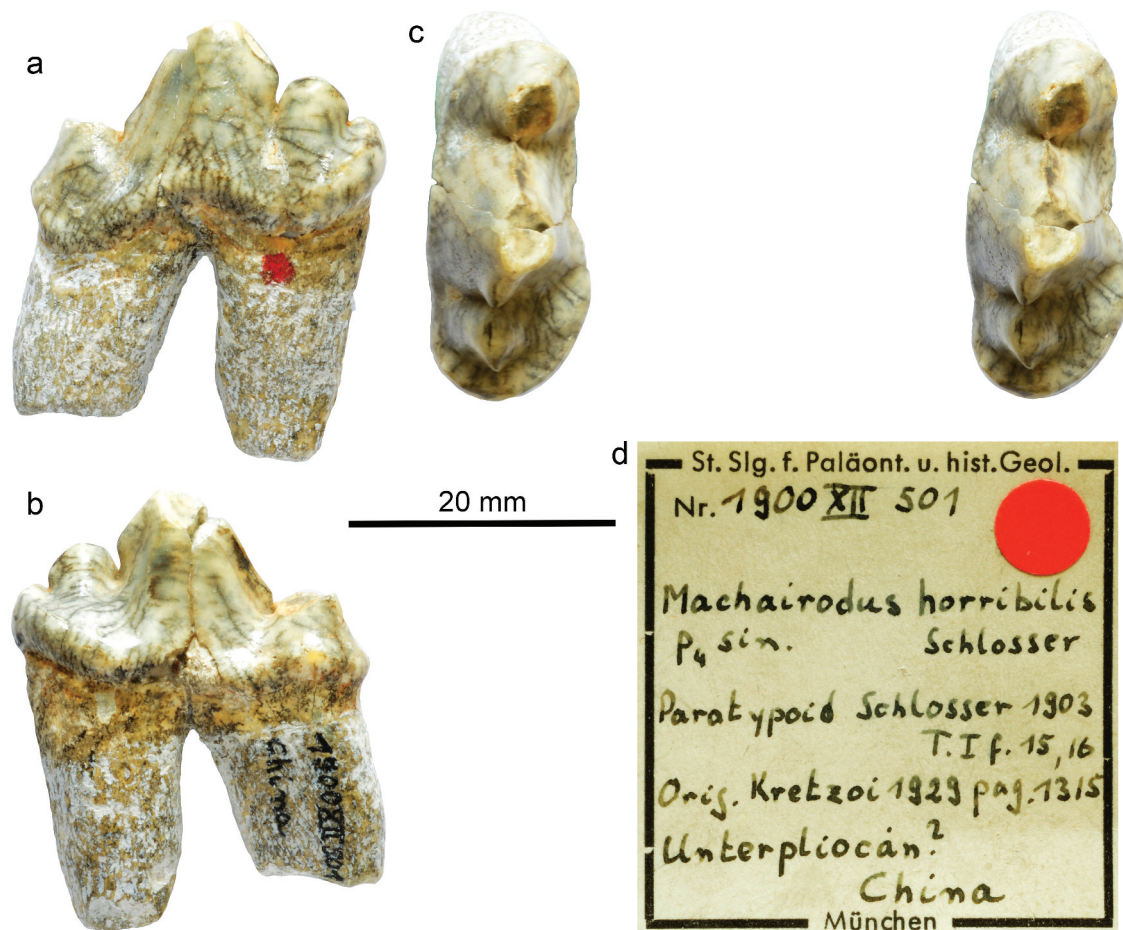 a
c
b
1900XII501
China
20 mm
d
St. Slg. f. Paläont. u. hist. Geol.
Nr. 1900 XII 501
Machairodus horribilis
P4 sin. Schlosser
Paratypoid Schlosser 1903
T. I f. 15, 16
Orig. Kretzoi 1929 pag. 1315
Unterpliocän?
China
München